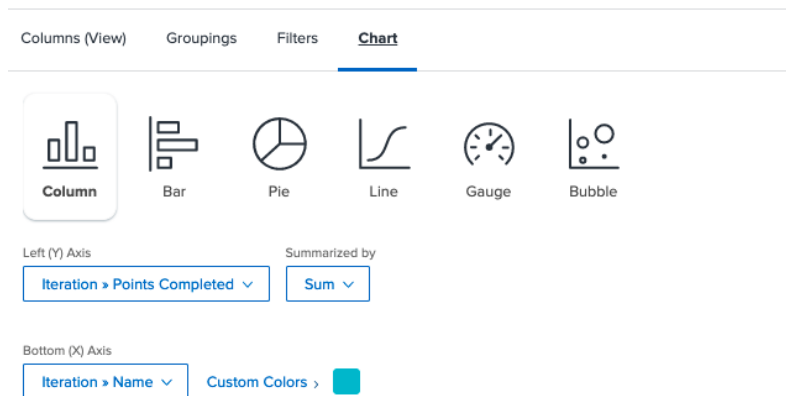 Columns (View) Groupings Filters Chart
Column Bar Pie Line Gauge Bubble
Left (Y) Axis Summarized by
Iteration » Points Completed Sum
Bottom (X) Axis
Iteration » Name Custom Colors ›